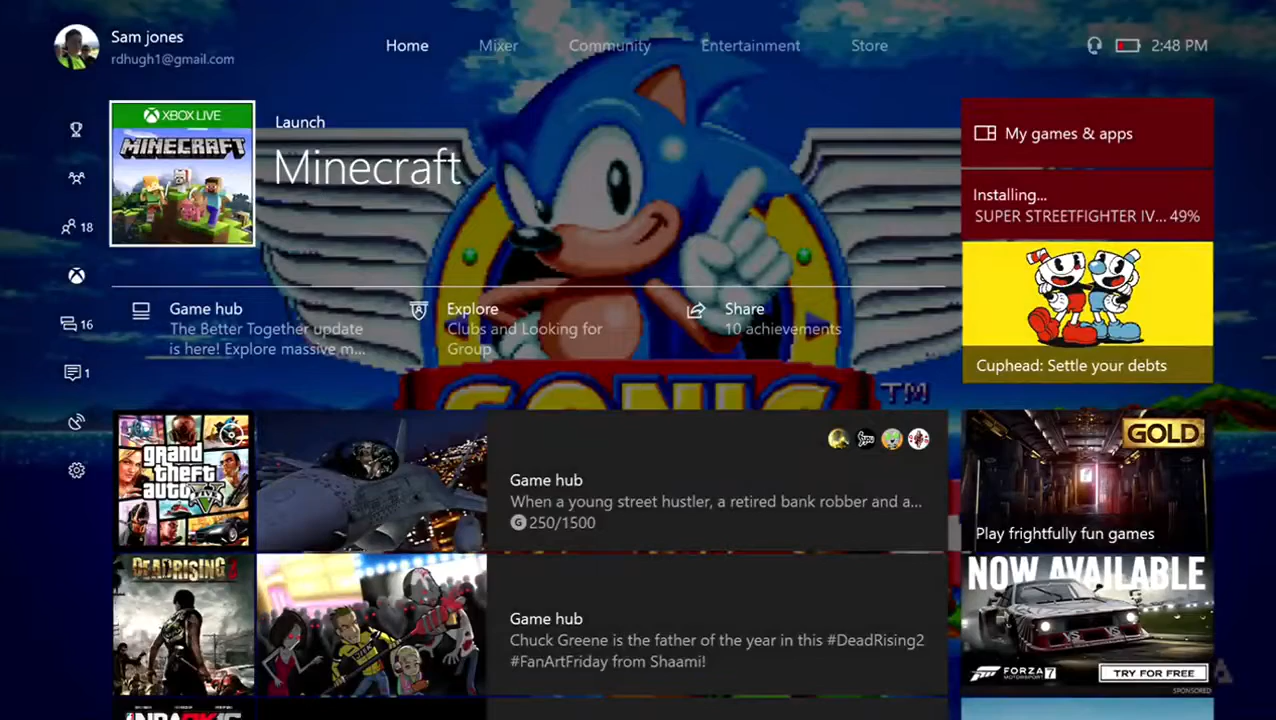 Sam jones
rdhugh1@gmail.com
Home
Mixer
Community
Entertainment
Store
2:48 PM
XBOX LIVE
MINECRAFT
Launch
Minecraft
My games & apps
Installing...
SUPER STREETFIGHTER IV... 49%
18
16
1
Game hub
The Better Together update
is here! Explore massive m...
Explore
Clubs and Looking for
Group
Share
10 achievements
Cuphead: Settle your debts
SONIC
TM
grand
theft
auto
V
Game hub
When a young street hustler, a retired bank robber and a...
G 250/1500
GOLD
Play frightfully fun games
DEADRISING 3
Game hub
Chuck Greene is the father of the year in this #DeadRising2
#FanArtFriday from Shaami!
NOW AVAILABLE
FORZA
MOTORSPORT 7
TRY FOR FREE
SPONSORED